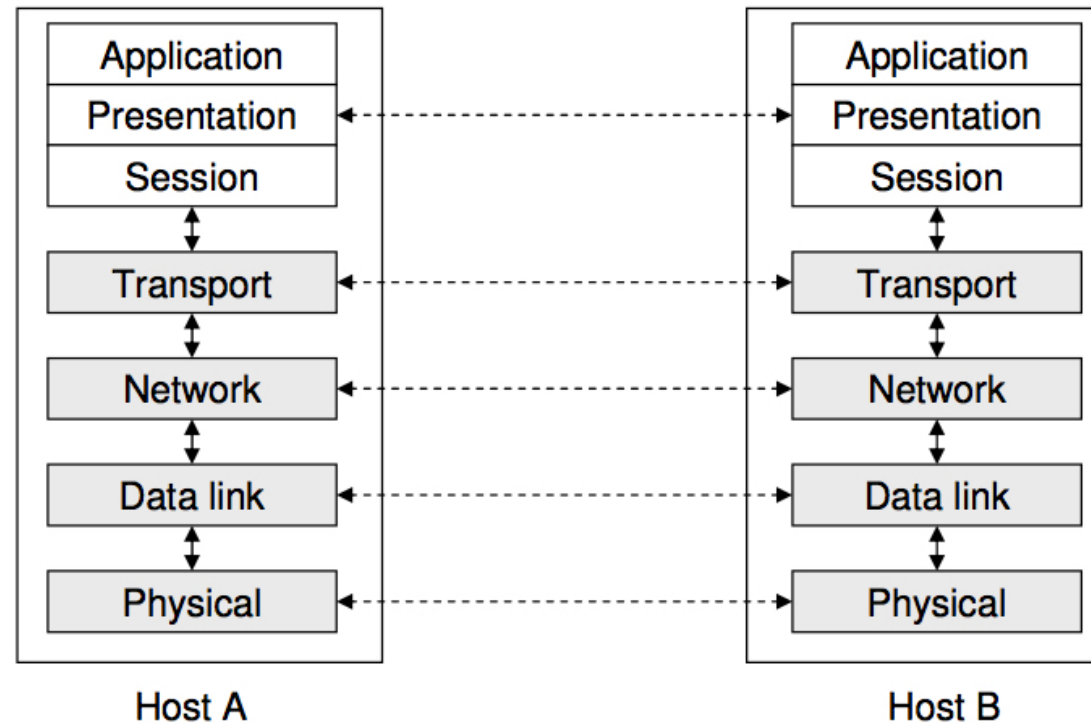 Application
Presentation
Session
Transport
Network
Data link
Physical
Host A
Application
Presentation
Session
Transport
Network
Data link
Physical
Host B